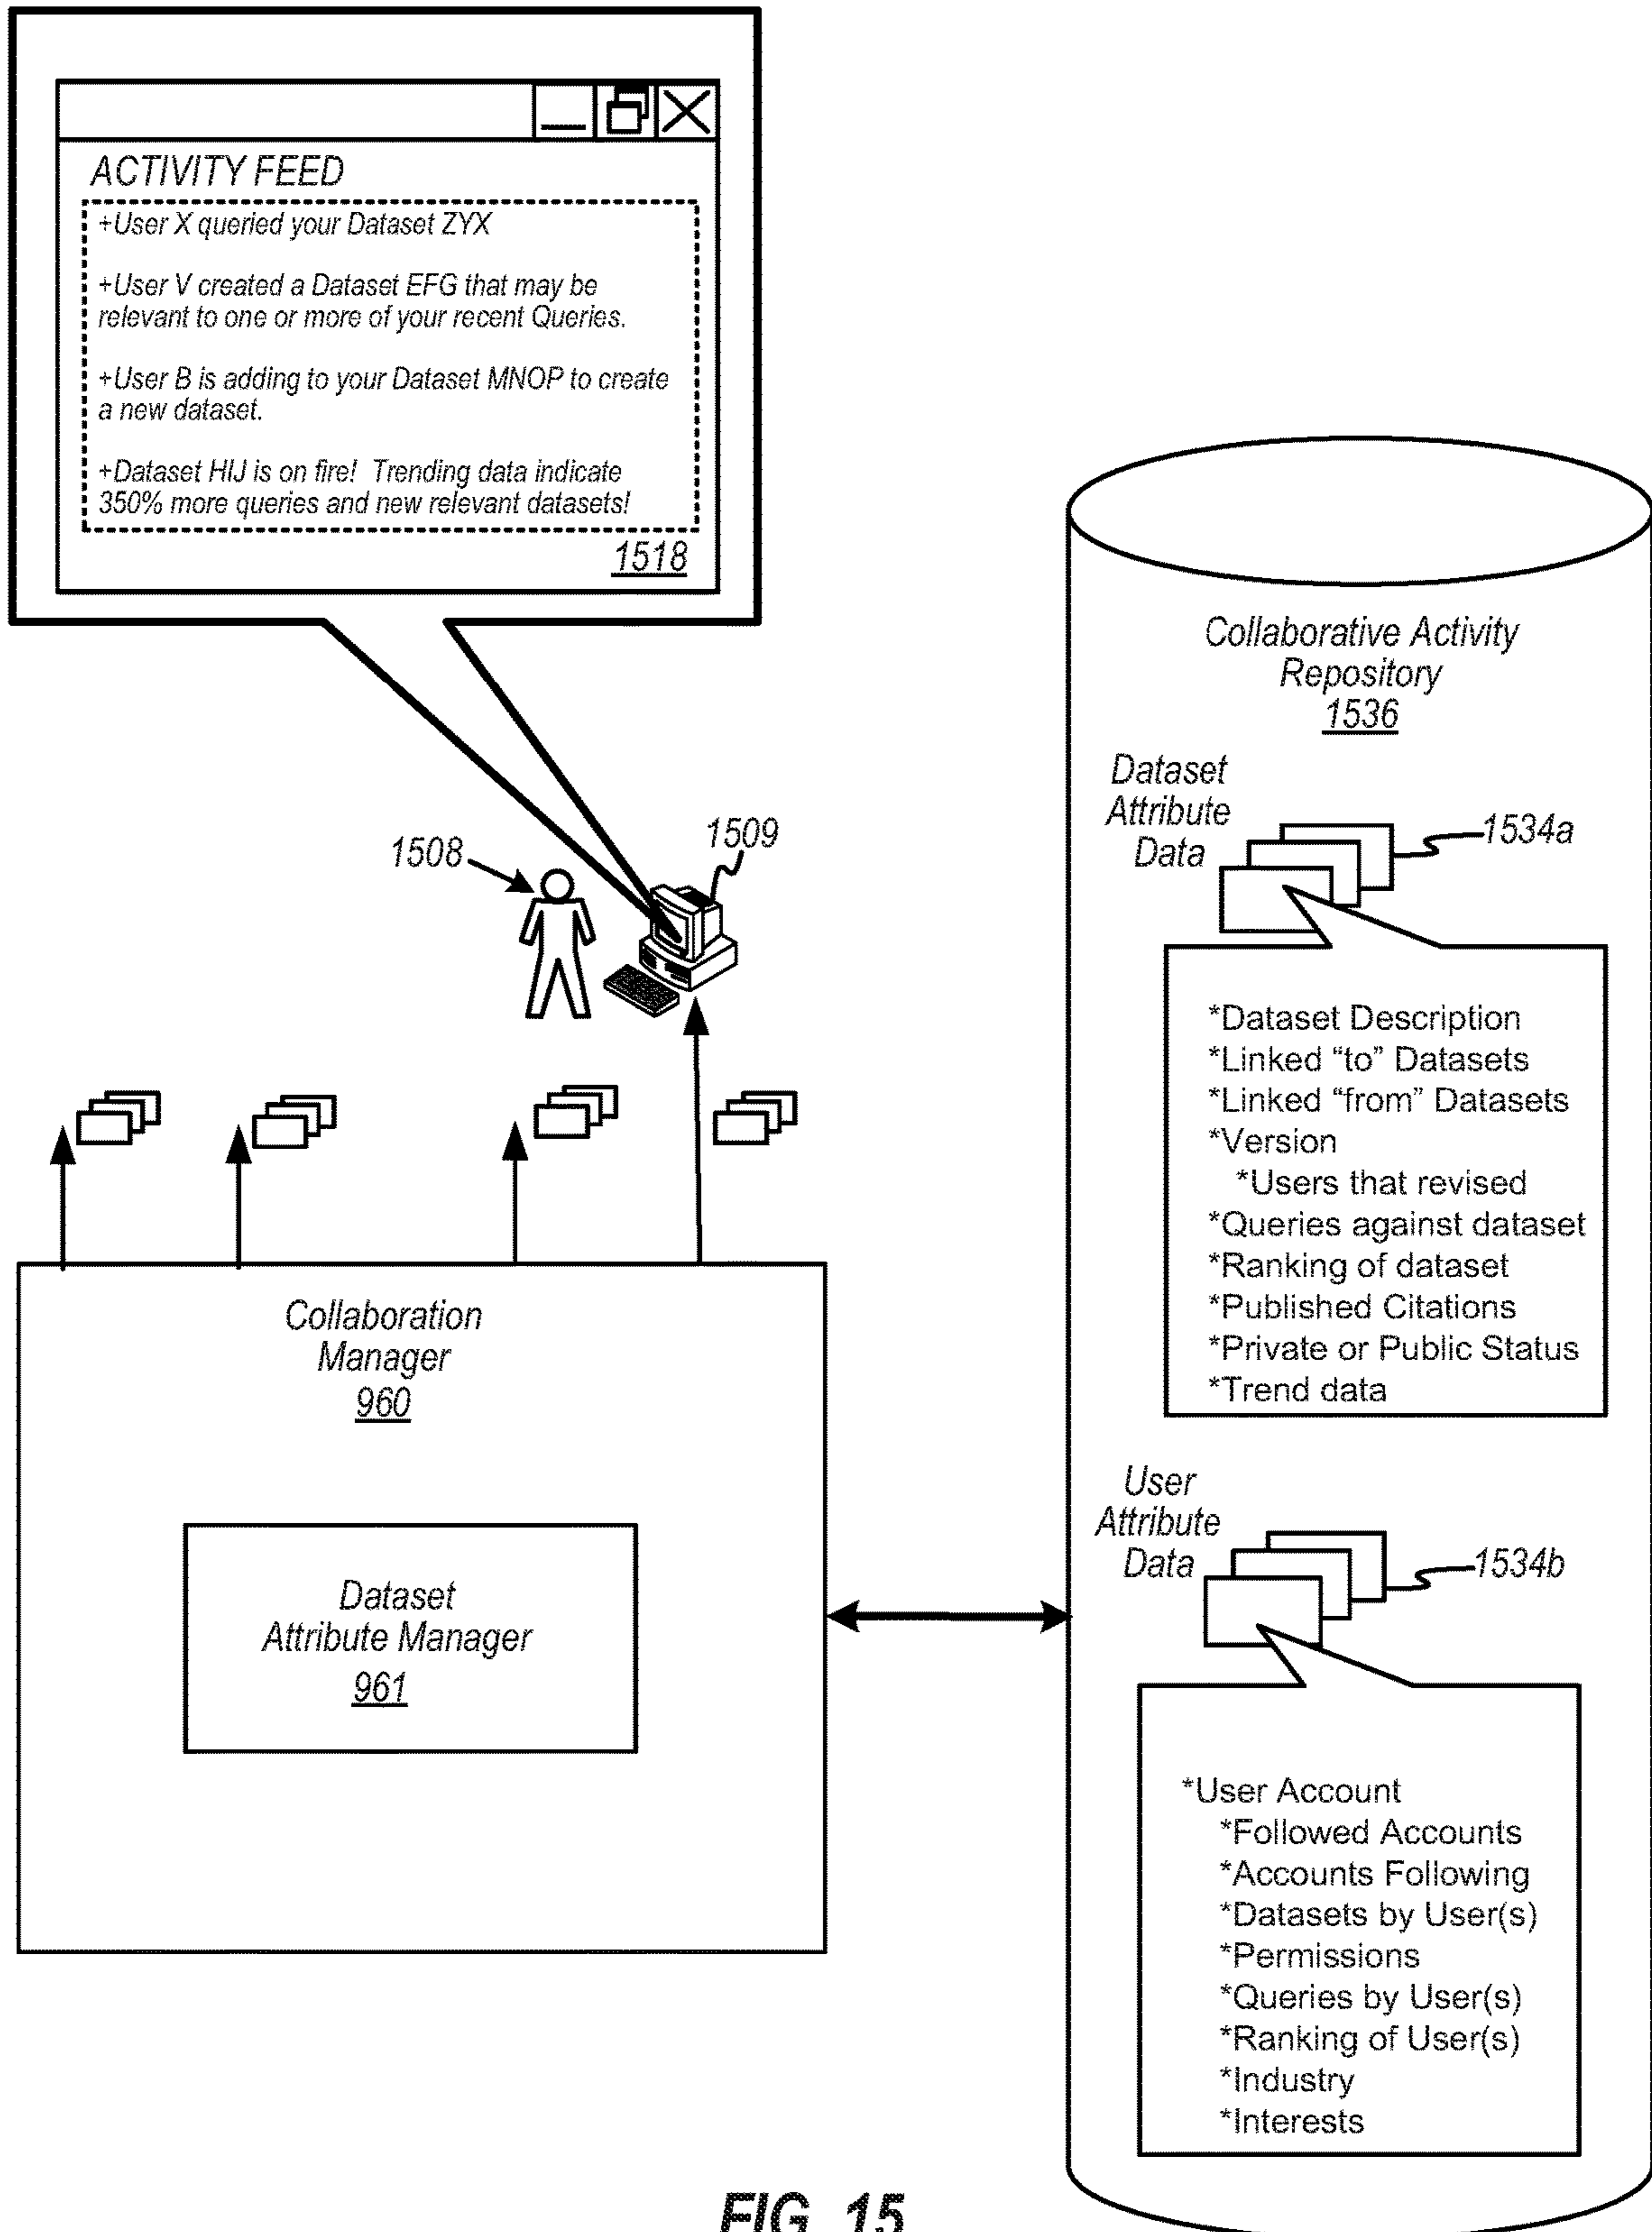 ACTIVITY FEED
+User X queried your Dataset ZYX
+User V created a Dataset EFG that may be
relevant to one or more of your recent Queries.
+User B is adding to your Dataset MNOP to create
a new dataset.
+Dataset HIJ is on fire! Trending data indicate
350% more queries and new relevant datasets!
1518
1508
1509
Collaboration
Manager
960
Dataset
Attribute Manager
961
Collaborative Activity
Repository
1536
Dataset
Attribute
Data
1534a
*Dataset Description
*Linked “to” Datasets
*Linked “from” Datasets
*Version
*Users that revised
*Queries against dataset
*Ranking of dataset
*Published Citations
*Private or Public Status
*Trend data
User
Attribute
Data
1534b
*User Account
*Followed Accounts
*Accounts Following
*Datasets by User(s)
*Permissions
*Queries by User(s)
*Ranking of User(s)
*Industry
*Interests
FIG. 15